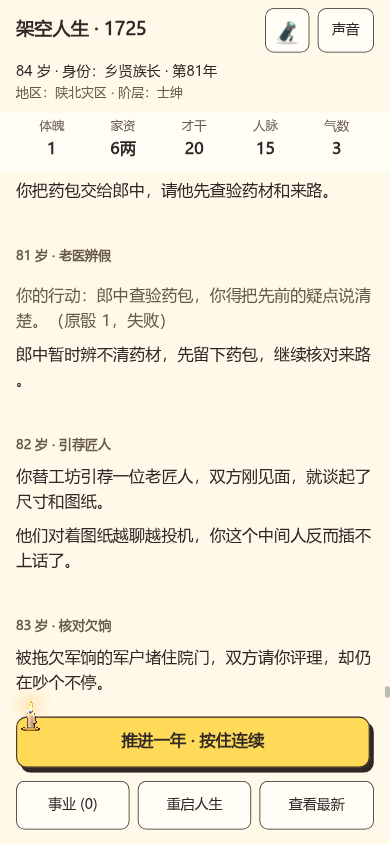 架空人生 · 1725
声音
84 岁 · 身份：乡贤族长 · 第81年
地区：陕北灾区 · 阶层：士绅
体魄 家资 才干 人脉 气数
1 6两 20 15 3
你把药包交给郎中，请他先查验药材和来路。
81 岁 · 老医辨假
你的行动：郎中查验药包，你得把先前的疑点说清
楚。（原骰 1，失败）
郎中暂时辨不清药材，先留下药包，继续核对来路
。
82 岁 · 引荐匠人
你替工坊引荐一位老匠人，双方刚见面，就谈起了
尺寸和图纸。
他们对着图纸越聊越投机，你这个中间人反而插不
上话了。
83 岁 · 核对欠饷
被拖欠军饷的军户堵住院门，双方请你评理，却仍
在吵个不停。
推进一年 · 按住连续
事业 (0) 重启人生 查看最新